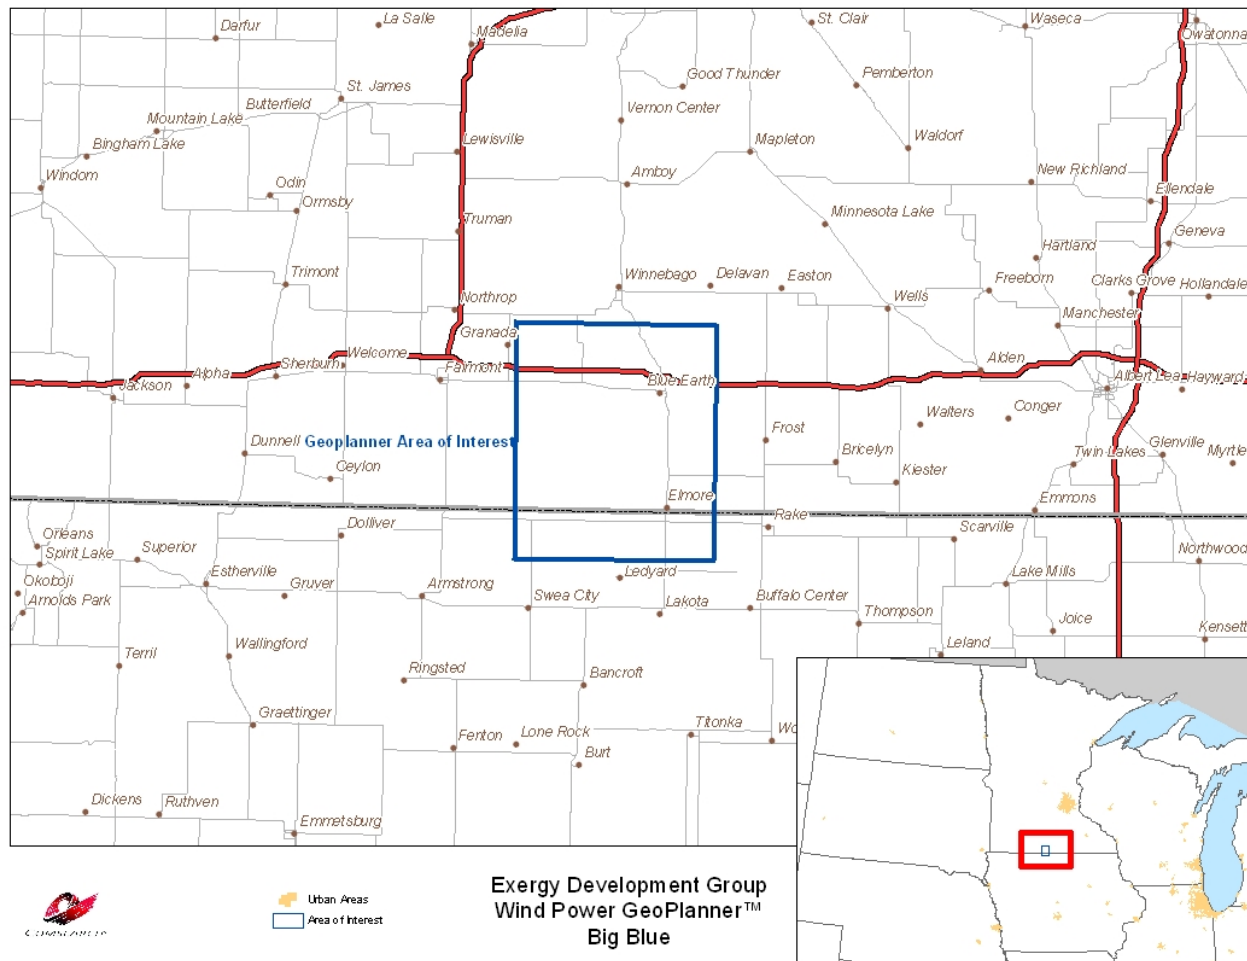 La Salle
St. Clair
Waseca
Darfur
Madelia
Owatonna
Good Thunder
Pemberton
St. James
Butterfield
Vernon Center
Mountain Lake
Bingham Lake
Lewisville
Mapleton
Waldorf
Windom
Odin
Amboy
New Richland
Ormsby
Ellendale
Truman
Minnesota Lake
Geneva
Hartland
Trimont
Winnebago
Delavan
Easton
Freeborn
Clarks Grove
Hollandale
Northrop
Wells
Manchester
Granada
Welcome
Sherburn
Alpha
Jackson
Fairmont
Blue Earth
Alden
Albert Lea
Hayward
Walters
Conger
Dunnell
Geoplanner Area of Interest
Frost
Ceylon
Bricelyn
Kiester
Twin Lakes
Glenville
Myrtle
Elmore
Emmons
Dolliver
Rake
Scarville
Orleans
Spirit Lake
Superior
Northwood
Okoboji
Estherville
Gruver
Armstrong
Ledyard
Lake Mills
Arnolds Park
Swea City
Lakota
Buffalo Center
Thompson
Joice
Kensett
Wallingford
Terril
Leland
Ringsted
Bancroft
Graettinger
Titonka
Fenton
Lone Rock
Burt
Dickens
Ruthven
Emmetsburg
COMSEARCH
Urban Areas
Area of Interest
Exergy Development Group
Wind Power GeoPlanner™
Big Blue